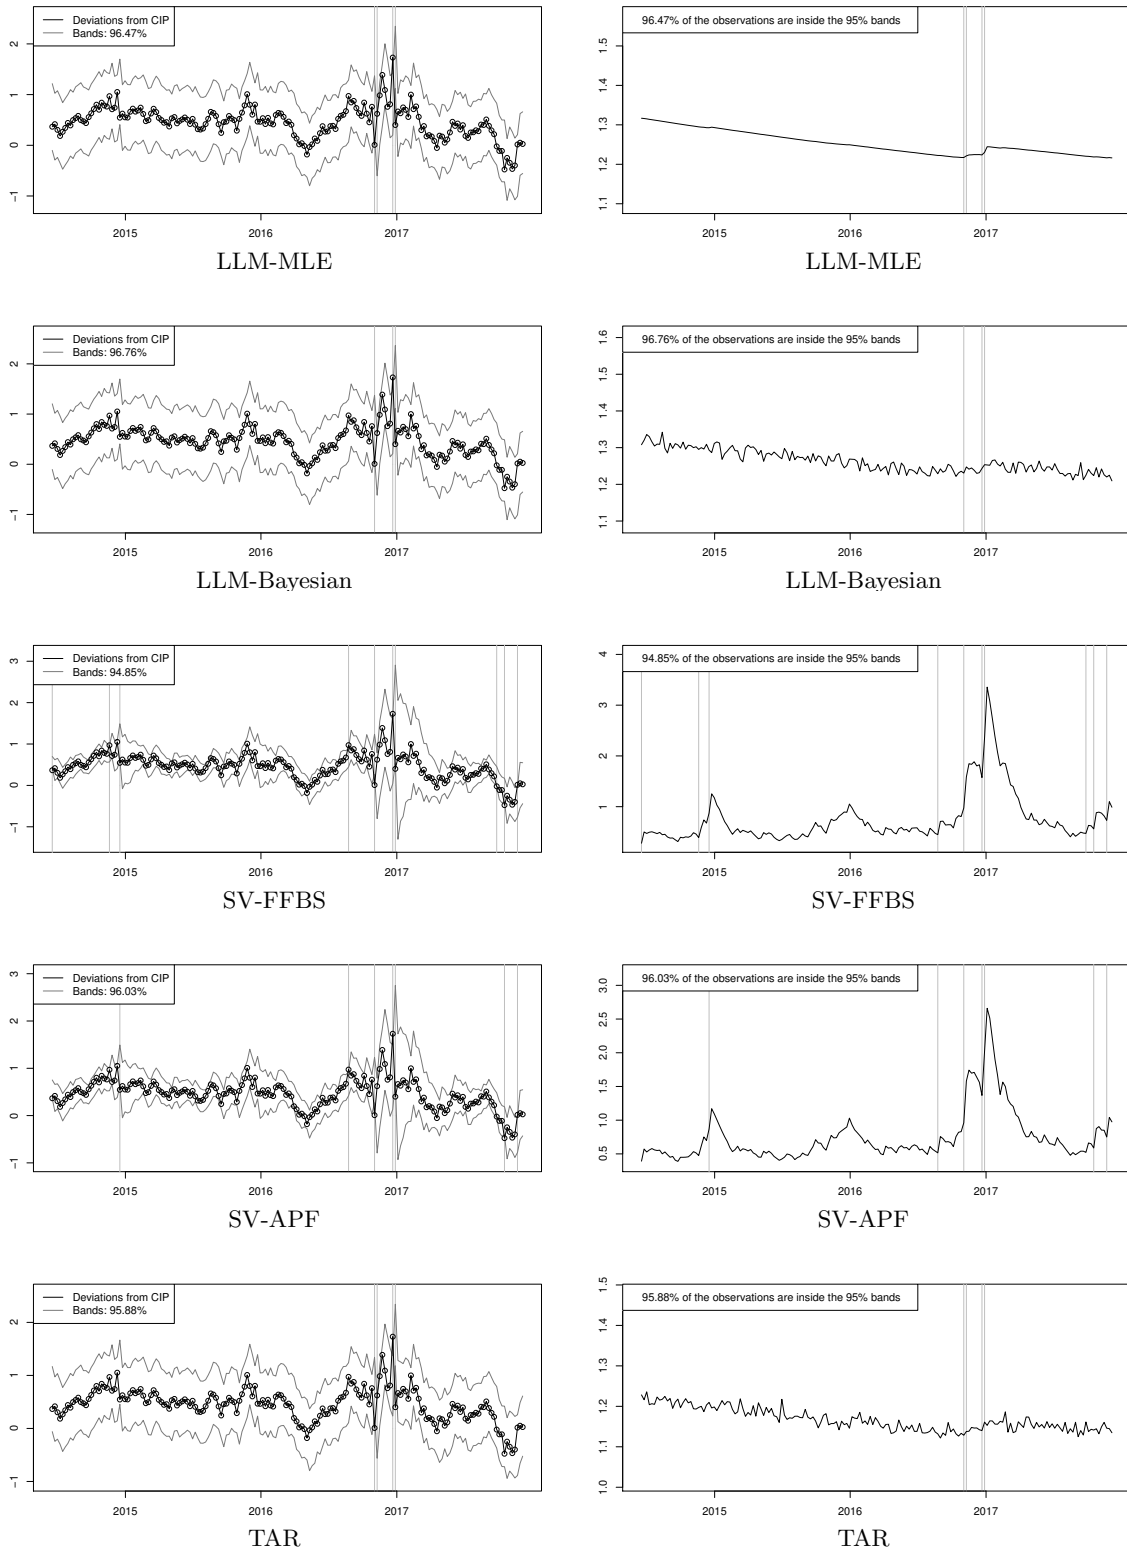 Deviations from CIP
Bands: 96.47%
2
1
0
−1
2015 2016 2017
LLM-MLE
96.47% of the observations are inside the 95% bands
1.5
1.4
1.3
1.2
1.1
2015 2016 2017
LLM-MLE
Deviations from CIP
Bands: 96.76%
2
1
0
−1
2015 2016 2017
LLM-Bayesian
96.76% of the observations are inside the 95% bands
1.6
1.5
1.4
1.3
1.2
1.1
2015 2016 2017
LLM-Bayesian
Deviations from CIP
Bands: 94.85%
3
2
1
0
−1
2015 2016 2017
SV-FFBS
94.85% of the observations are inside the 95% bands
4
3
2
1
2015 2016 2017
SV-FFBS
Deviations from CIP
Bands: 96.03%
3
2
1
0
−1
2015 2016 2017
SV-APF
96.03% of the observations are inside the 95% bands
3.0
2.5
2.0
1.5
1.0
0.5
2015 2016 2017
SV-APF
Deviations from CIP
Bands: 95.88%
2
1
0
−1
2015 2016 2017
TAR
95.88% of the observations are inside the 95% bands
1.5
1.4
1.3
1.2
1.1
1.0
2015 2016 2017
TAR